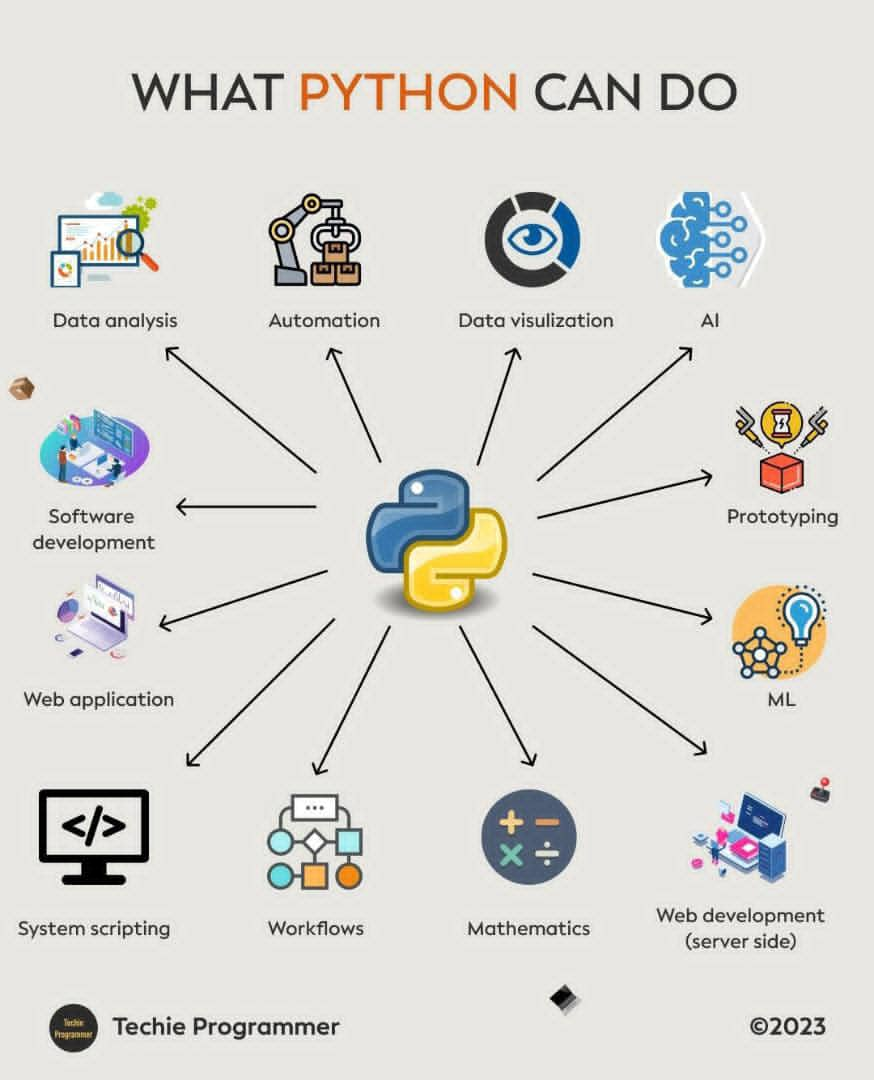 WHAT PYTHON CAN DO
Data analysis
Automation
Data visulization
AI
Software
development
Prototyping
Web application
ML
</>
System scripting
Workflows
Mathematics
Web development
(server side)
Techie
Programmer
Techie Programmer
©2023